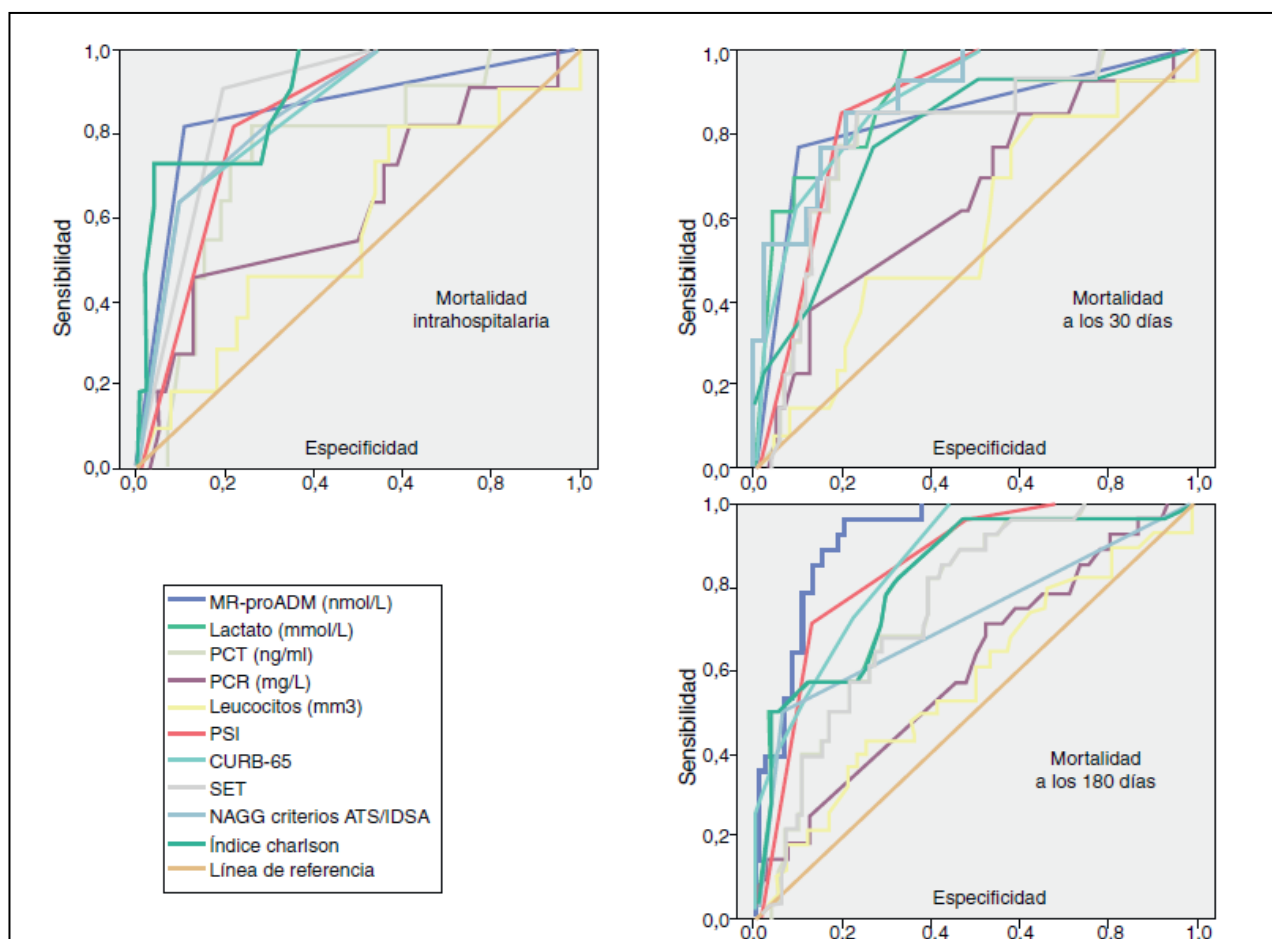 1,0
0,8
0,6
0,4
0,2
0,0
Sensibilidad
Mortalidad
intrahospitalaria
Especificidad
0,0 0,2 0,4 0,4 0,8 1,0
1,0
0,8
0,6
0,4
0,2
0,0
Sensibilidad
Mortalidad
a los 30 días
Especificidad
0,0 0,2 0,4 0,4 0,8 1,0
MR-proADM (nmol/L)
Lactato (mmol/L)
PCT (ng/ml)
PCR (mg/L)
Leucocitos (mm3)
PSI
CURB-65
SET
NAGG criterios ATS/IDSA
Índice charlson
Línea de referencia
1,0
0,8
0,6
0,4
0,2
0,0
Sensibilidad
Mortalidad
a los 180 días
Especificidad
0,0 0,2 0,4 0,4 0,8 1,0